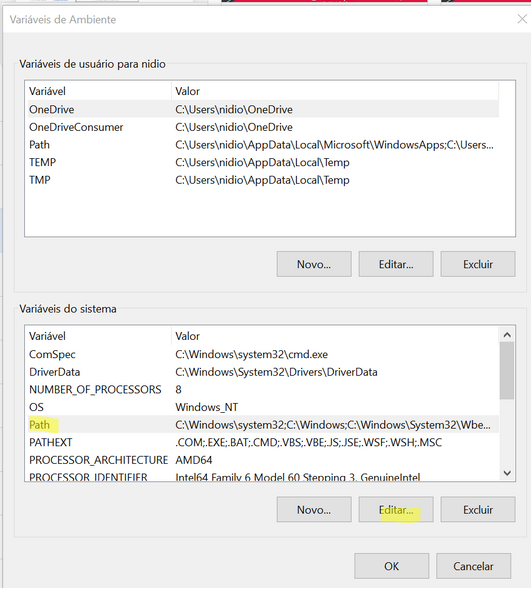 Variáveis de Ambiente
Variáveis de usuário para nidio
Variável Valor
OneDrive C:\Users\nidio\OneDrive
OneDriveConsumer C:\Users\nidio\OneDrive
Path C:\Users\nidio\AppData\Local\Microsoft\WindowsApps;C:\Users...
TEMP C:\Users\nidio\AppData\Local\Temp
TMP C:\Users\nidio\AppData\Local\Temp
Novo... Editar... Excluir
Variáveis do sistema
Variável Valor
ComSpec C:\Windows\system32\cmd.exe
DriverData C:\Windows\System32\Drivers\DriverData
NUMBER_OF_PROCESSORS 8
OS Windows_NT
Path C:\Windows\system32;C:\Windows;C:\Windows\System32\Wbe...
PATHEXT .COM;.EXE;.BAT;.CMD;.VBS;.VBE;.JS;.JSE;.WSF;.WSH;.MSC
PROCESSOR_ARCHITECTURE AMD64
PROCESSOR_IDENTIFIER Intel64 Family 6 Model 60 Stepping 3, GenuineIntel
Novo... Editar... Excluir
OK Cancelar